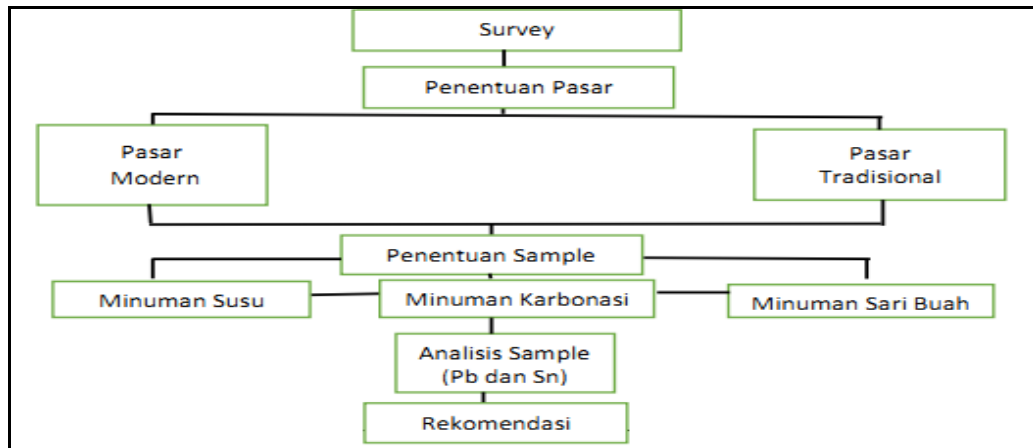 Survey
Penentuan Pasar
Pasar
Modern
Pasar
Tradisional
Penentuan Sample
Minuman Susu
Minuman Karbonasi
Minuman Sari Buah
Analisis Sample
(Pb dan Sn)
Rekomendasi